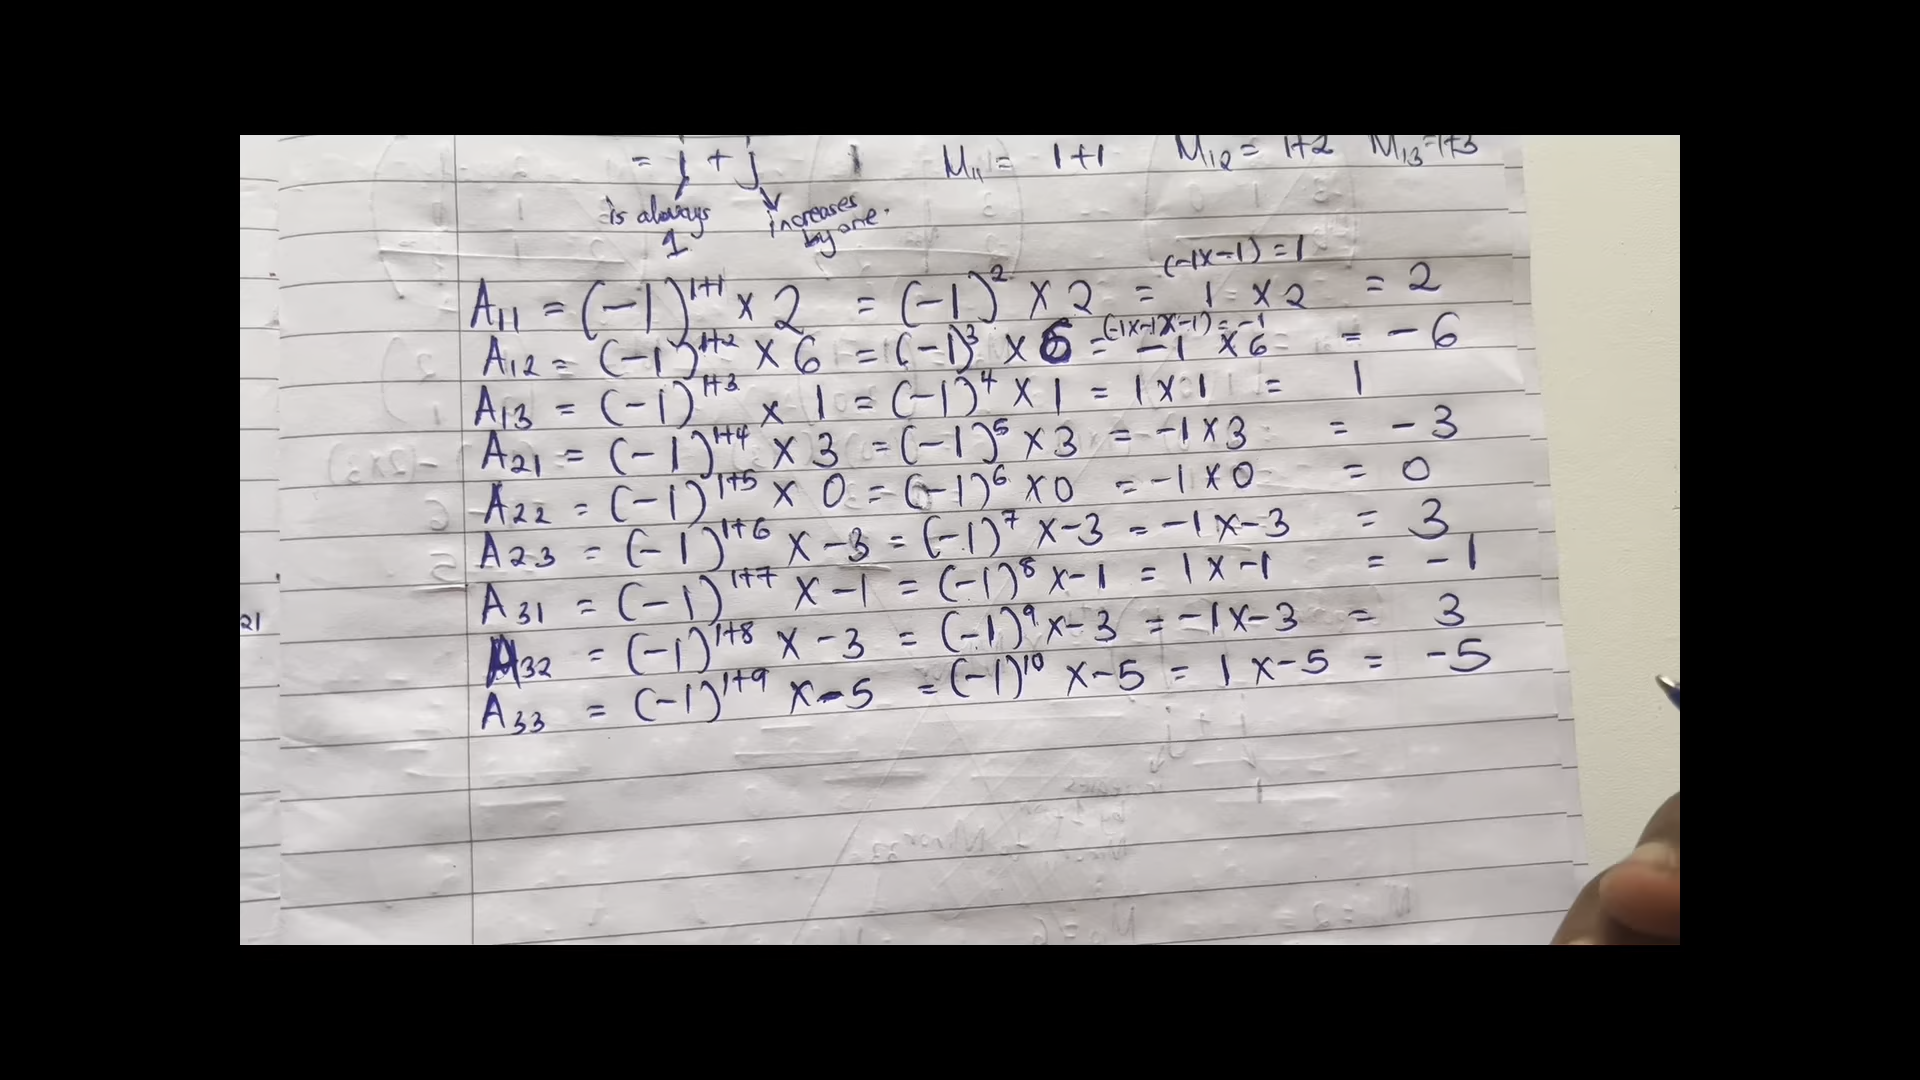 = i + j 1 M11 = 1+1 M12 = 1+2 M13 = 1+3
is always 1 increases by one.
(-1x-1) = 1
A11 = (-1)^1+1 x 2 = (-1)^2 x 2 = 1 x 2 = 2
(-1x-1x-1) = -1
A12 = (-1)^1+2 x 6 = (-1)^3 x 6 = -1 x 6 = -6
A13 = (-1)^1+3 x 1 = (-1)^4 x 1 = 1 x 1 = 1
A21 = (-1)^1+4 x 3 = (-1)^5 x 3 = -1 x 3 = -3
A22 = (-1)^1+5 x 0 = (-1)^6 x 0 = -1 x 0 = 0
A23 = (-1)^1+6 x -3 = (-1)^7 x -3 = -1 x -3 = 3
A31 = (-1)^1+7 x -1 = (-1)^8 x -1 = 1 x -1 = -1
A32 = (-1)^1+8 x -3 = (-1)^9 x -3 = -1 x -3 = 3
21
A33 = (-1)^1+9 x -5 = (-1)^10 x -5 = 1 x -5 = -5